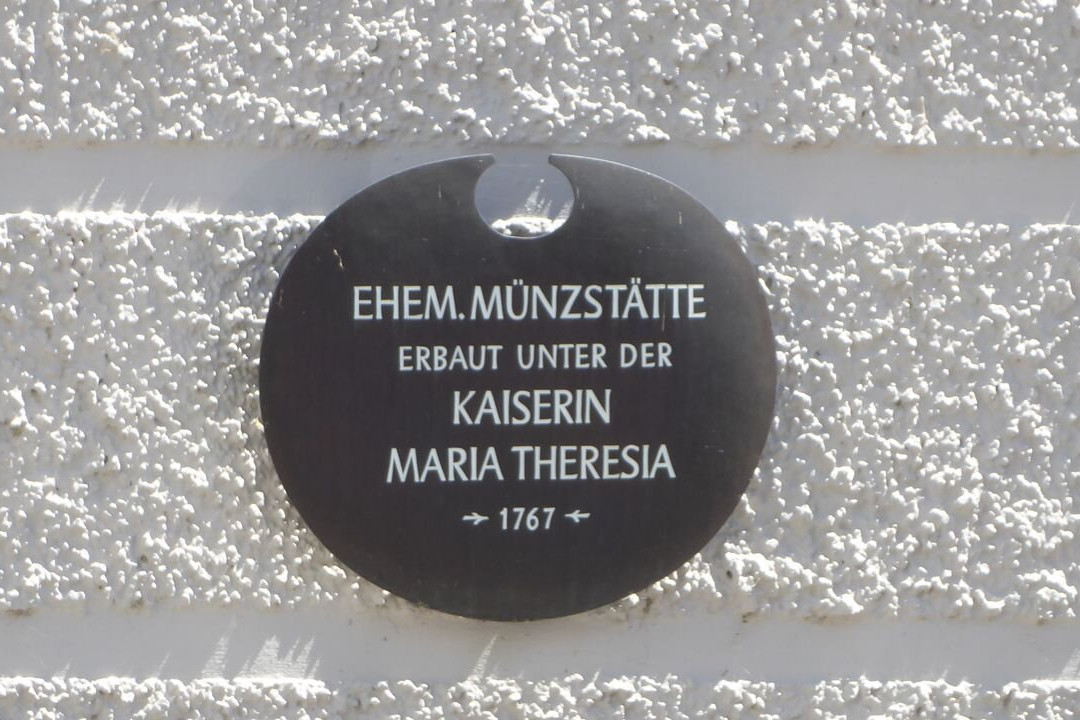 EHEM. MÜNZSTÄTTE
ERBAUT UNTER DER
KAISERIN
MARIA THERESIA
1767